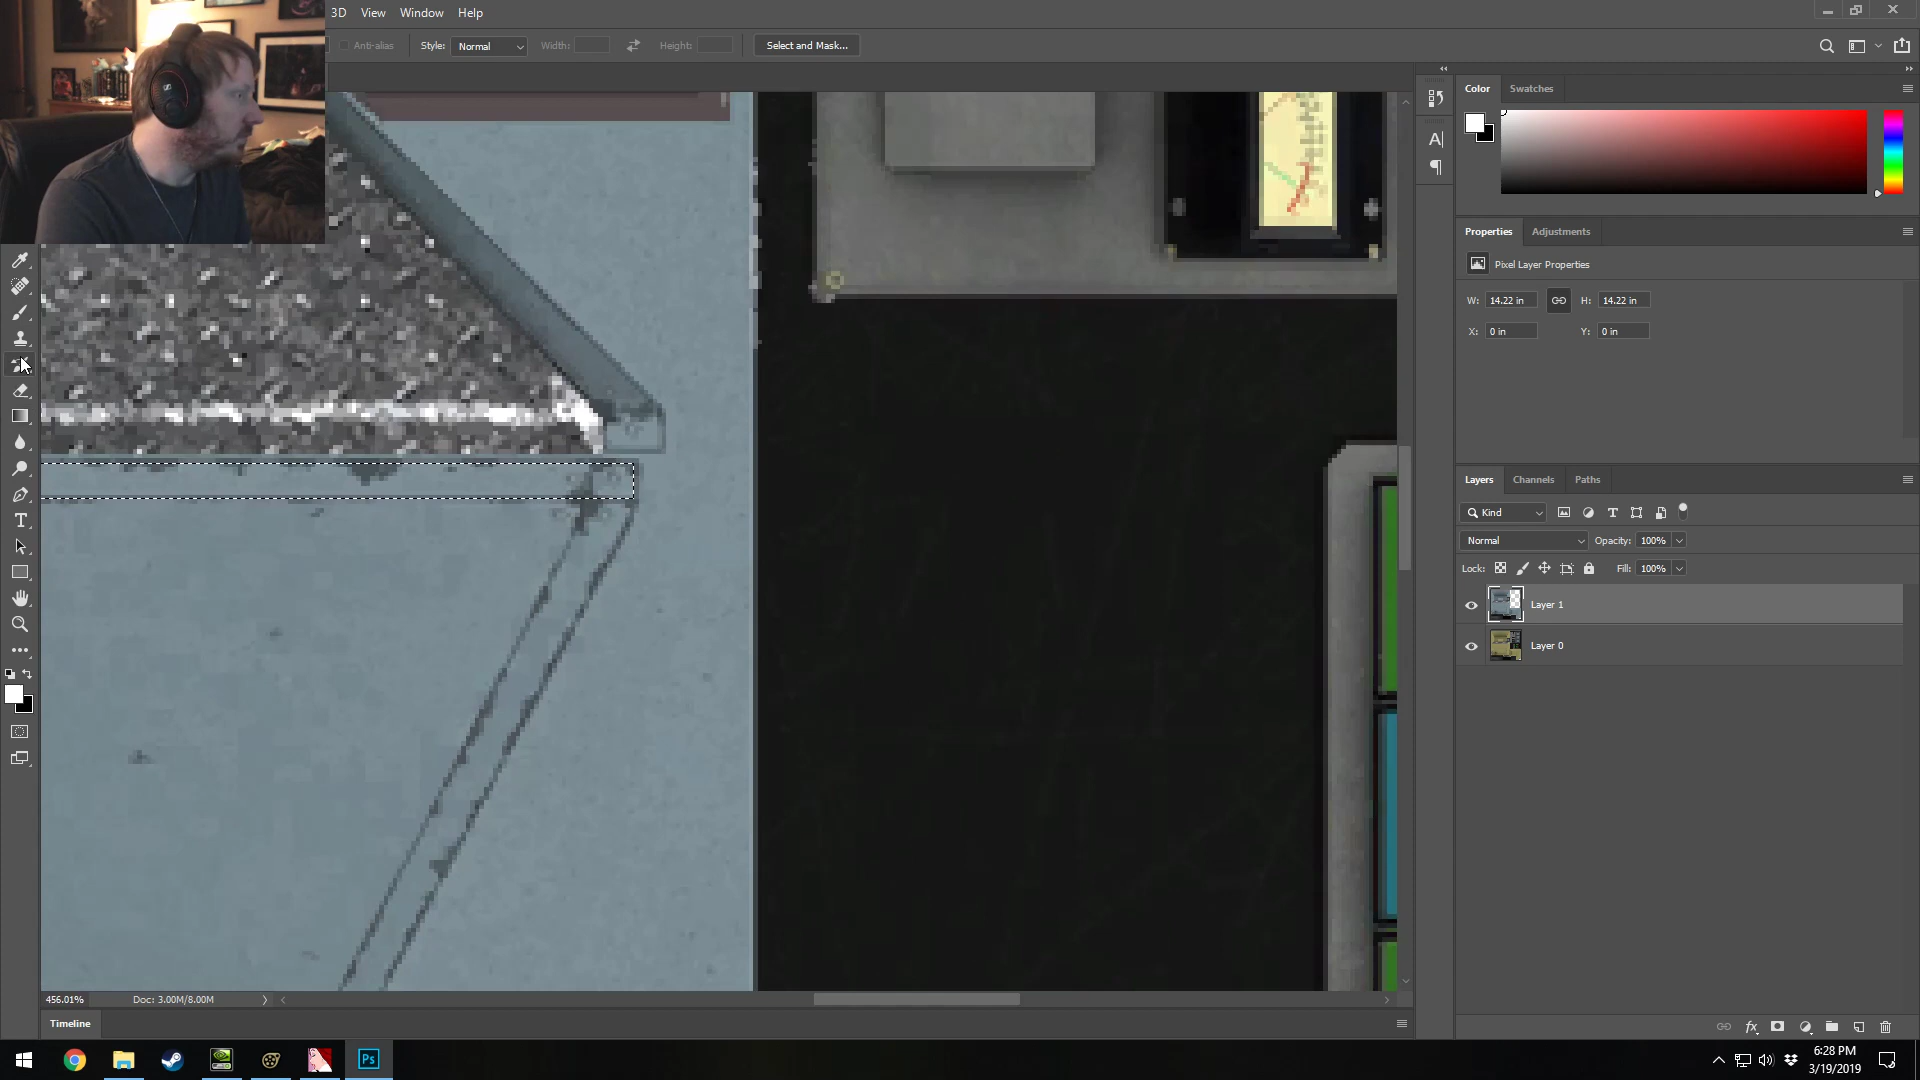 3D View Window Help
Anti-alias Style: Normal Width: Height: Select and Mask...
Color Swatches
Properties Adjustments
Pixel Layer Properties
W: 14.22 in H: 14.22 in
X: 0 in Y: 0 in
Layers Channels Paths
Kind
Normal Opacity: 100%
Lock: Fill: 100%
Layer 1
Layer 0
456.01% Doc: 3.00M/8.00M
Timeline
Ps
6:28 PM
3/19/2019